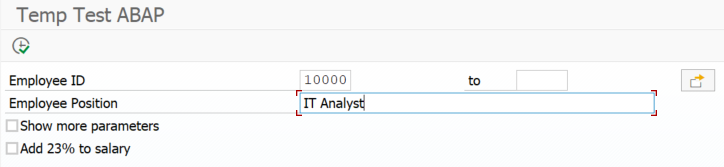 Temp Test ABAP
Employee ID 10000 to
Employee Position IT Analyst
Show more parameters
Add 23% to salary